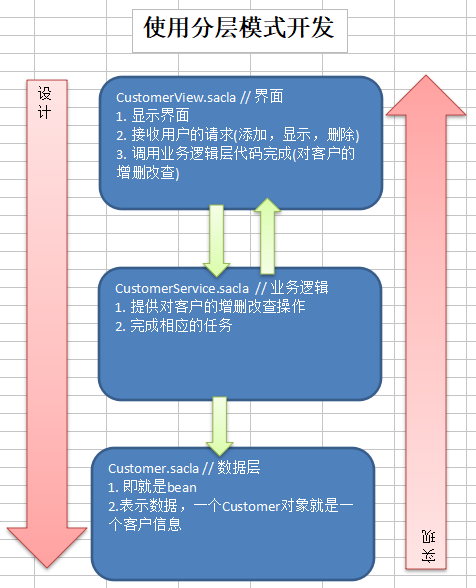 使用分层模式开发
设计
CustomerView.sacla // 界面
1. 显示界面
2. 接收用户的请求(添加，显示，删除)
3. 调用业务逻辑层代码完成(对客户的
增删改查)
CustomerService.sacla // 业务逻辑
1. 提供对客户的增删改查操作
2. 完成相应的任务
Customer.sacla // 数据层
1. 即就是bean
2.表示数据，一个Customer对象就是一
个客户信息
实现